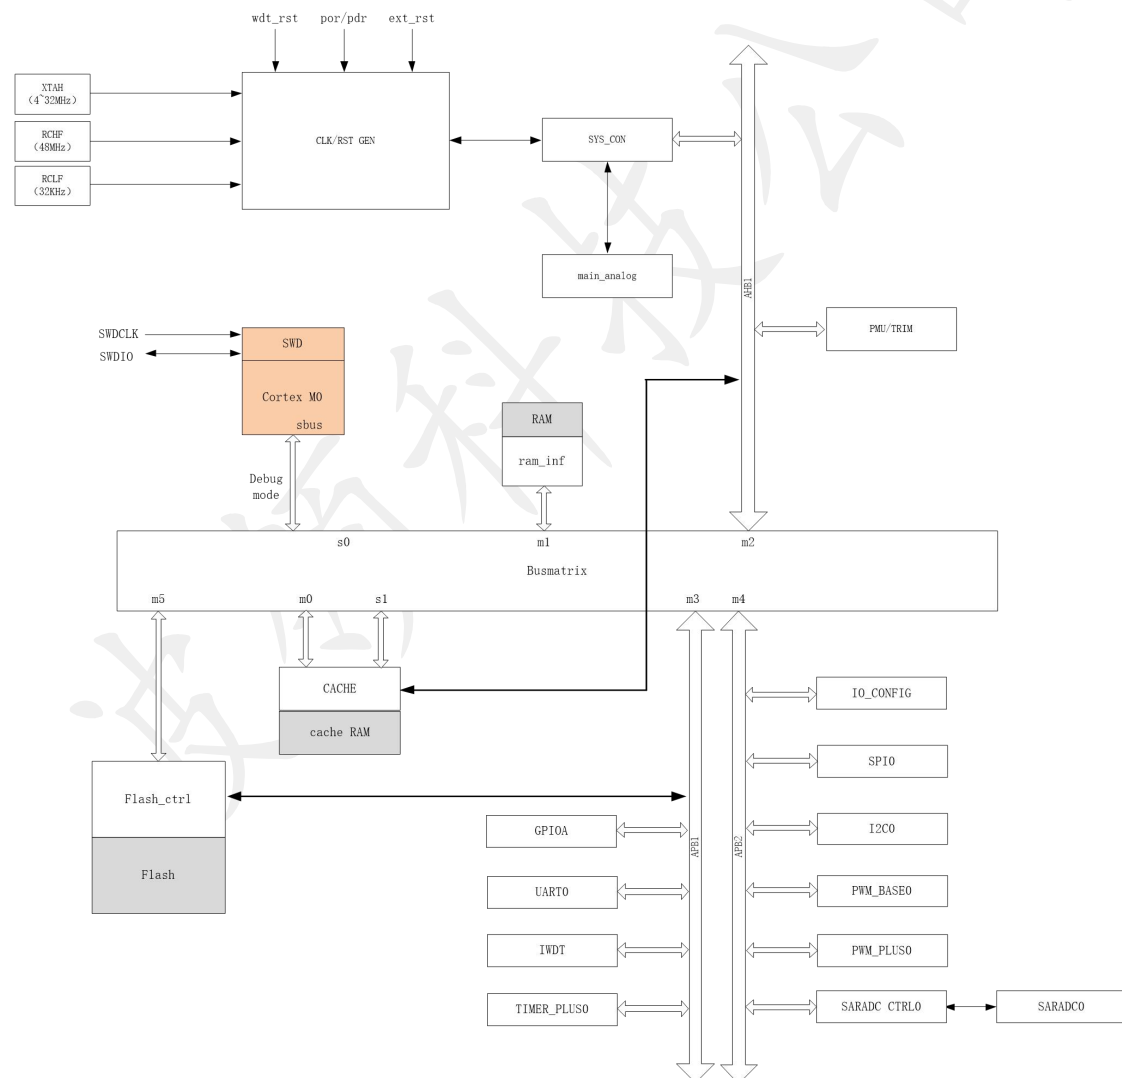 wdt_rst
por/pdr
ext_rst
XTAH
(4~32MHz)
RCHF
(48MHz)
RCLF
(32KHz)
CLK/RST GEN
SYS_CON
main_analog
AHB1
PMU/TRIM
SWDCLK
SWDIO
SWD
Cortex M0
sbus
Debug
mode
RAM
ram_inf
s0
m1
m2
Busmatrix
m5
m0
s1
m3
m4
CACHE
cache RAM
Flash_ctrl
Flash
APB1
APB2
GPIOA
UART0
IWDT
TIMER_PLUS0
IO_CONFIG
SPI0
I2C0
PWM_BASE0
PWM_PLUS0
SARADC CTRL0
SARADC0
科技公